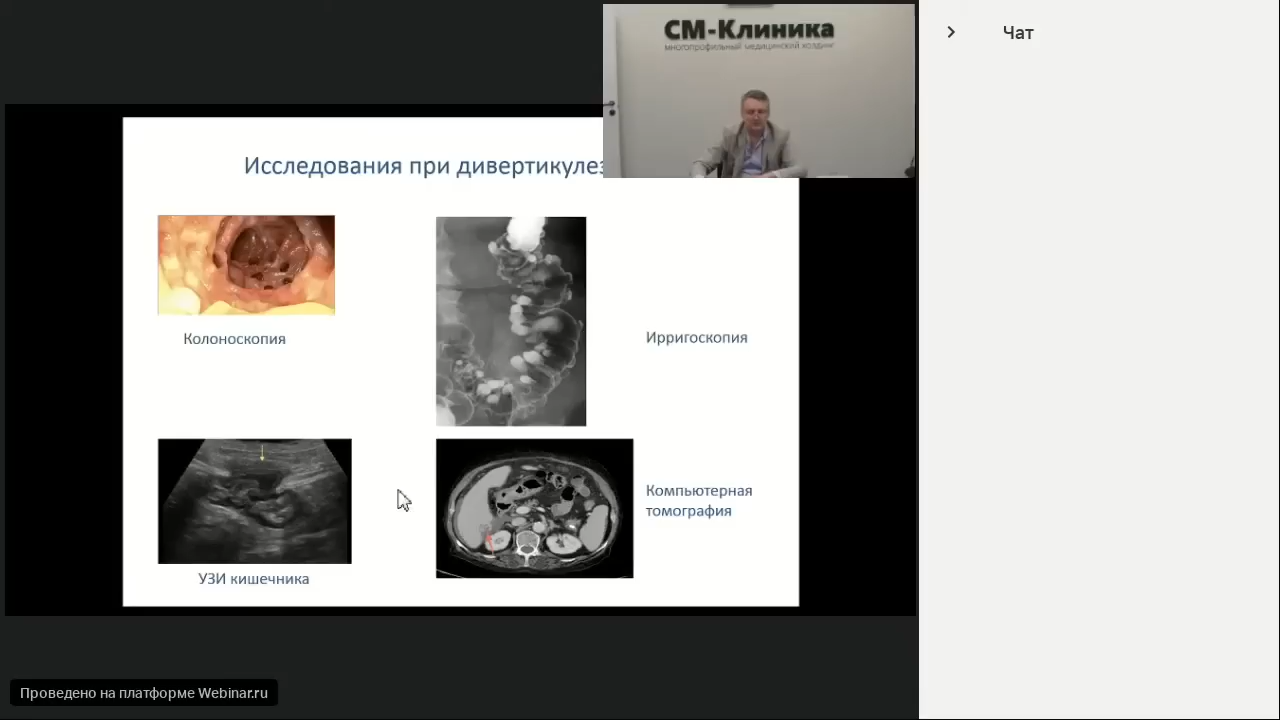 СМ-Клиника
многопрофильный медицинский холдинг
Чат
Исследования при дивертикулез
Колоноскопия
Ирригоскопия
Компьютерная
томография
УЗИ кишечника
Проведено на платформе Webinar.ru